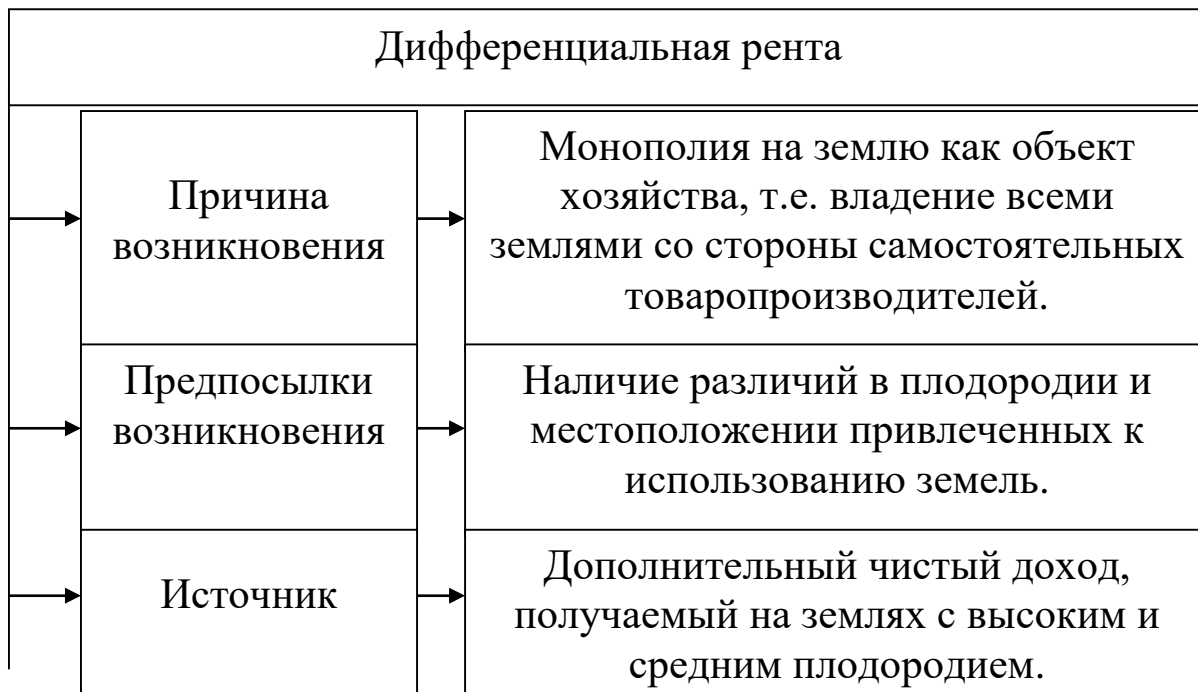 Дифференциальная рента
Причина
возникновения
Монополия на землю как объект
хозяйства, т.е. владение всеми
землями со стороны самостоятельных
товаропроизводителей.
Предпосылки
возникновения
Наличие различий в плодородии и
местоположении привлеченных к
использованию земель.
Источник
Дополнительный чистый доход,
получаемый на землях с высоким и
средним плодородием.